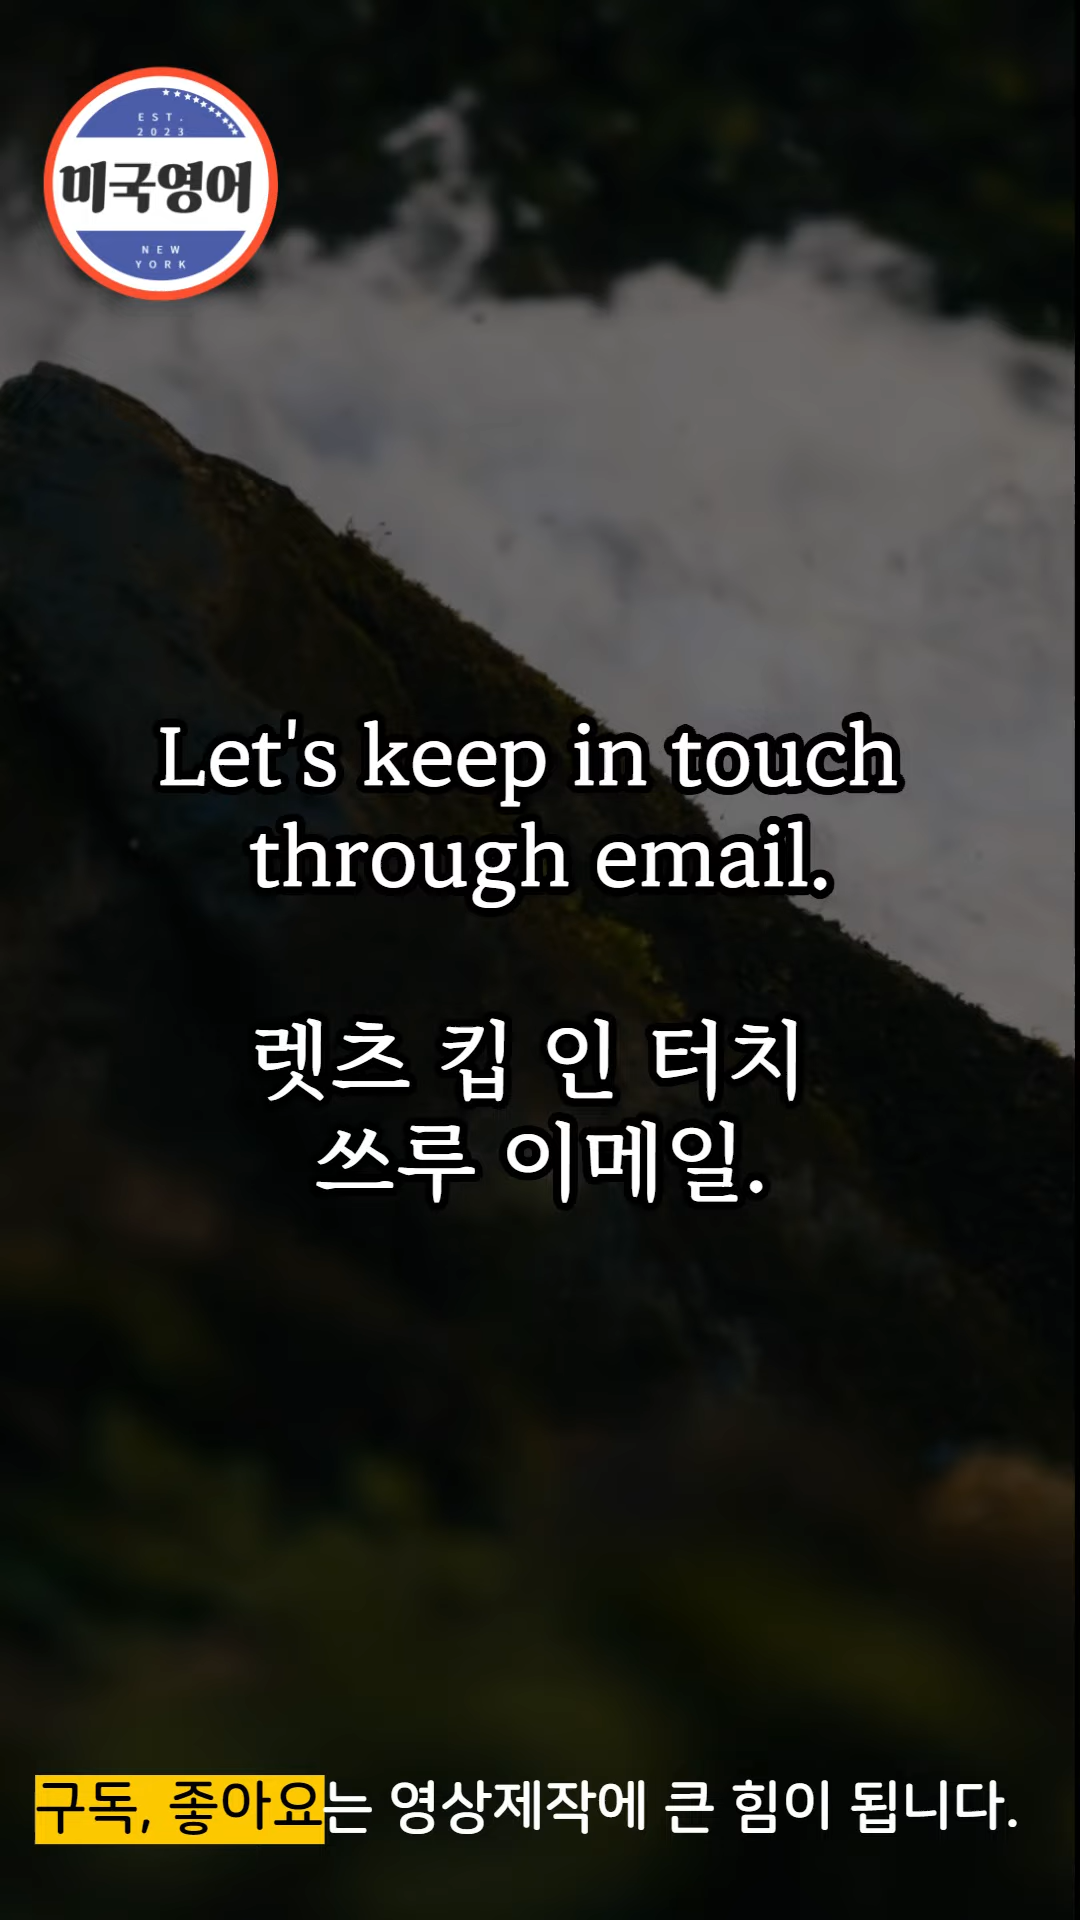 EST.
2023
미국영어
NEW
YORK
Let's keep in touch
through email.
렛츠 킵 인 터치
쓰루 이메일.
구독, 좋아요는 영상제작에 큰 힘이 됩니다.